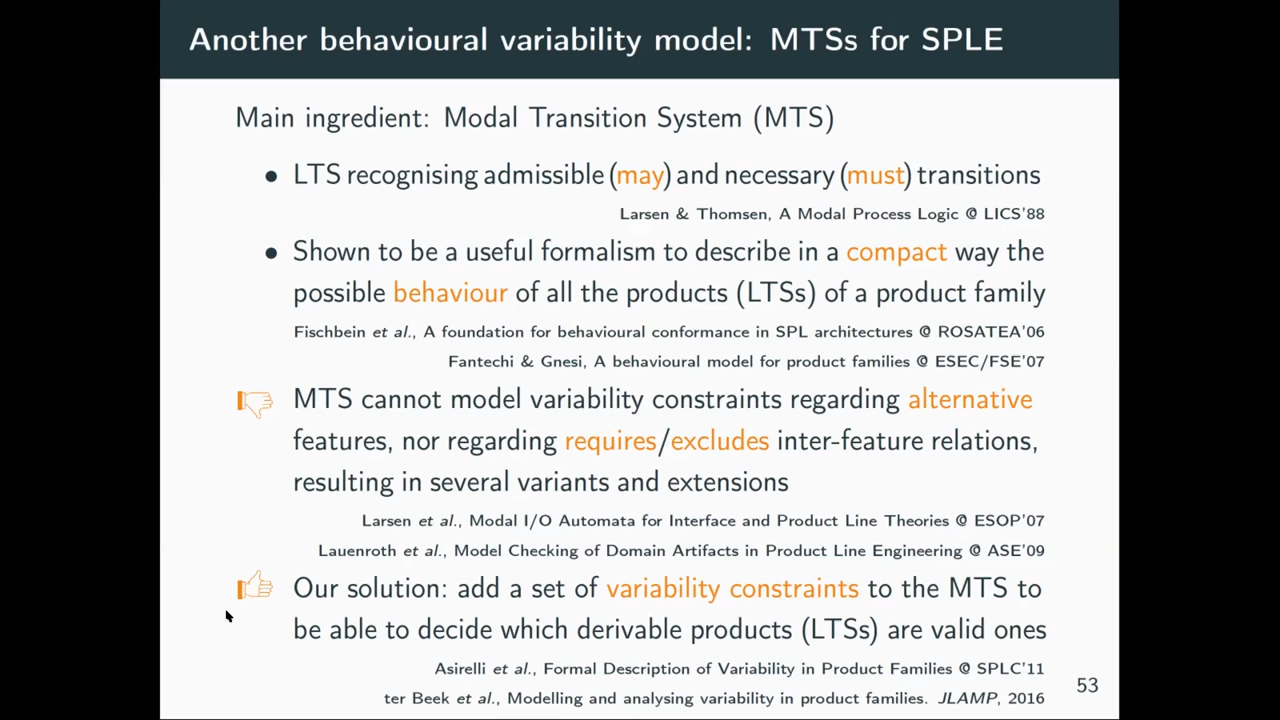 Another behavioural variability model: MTSs for SPLE
Main ingredient: Modal Transition System (MTS)
• LTS recognising admissible (may) and necessary (must) transitions
Larsen & Thomsen, A Modal Process Logic @ LICS'88
• Shown to be a useful formalism to describe in a compact way the
possible behaviour of all the products (LTSs) of a product family
Fischbein et al., A foundation for behavioural conformance in SPL architectures @ ROSATEA'06
Fantechi & Gnesi, A behavioural model for product families @ ESEC/FSE'07
MTS cannot model variability constraints regarding alternative
features, nor regarding requires/excludes inter-feature relations,
resulting in several variants and extensions
Larsen et al., Modal I/O Automata for Interface and Product Line Theories @ ESOP'07
Lauenroth et al., Model Checking of Domain Artifacts in Product Line Engineering @ ASE'09
Our solution: add a set of variability constraints to the MTS to
be able to decide which derivable products (LTSs) are valid ones
Asirelli et al., Formal Description of Variability in Product Families @ SPLC'11
ter Beek et al., Modelling and analysing variability in product families. JLAMP, 2016
53